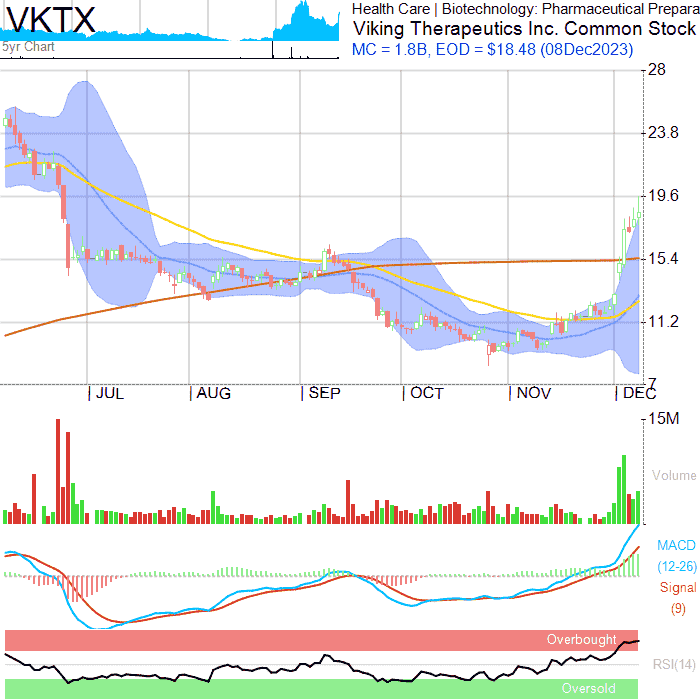 VKTX
5yr Chart
Health Care | Biotechnology: Pharmaceutical Prepara
Viking Therapeutics Inc. Common Stock
MC = 1.8B, EOD = $18.48 (08Dec2023)
28
23.8
19.6
15.4
11.2
7
JUL
AUG
SEP
OCT
NOV
DEC
15M
Volume
MACD
(12-26)
Signal
(9)
Overbought
RSI(14)
Oversold